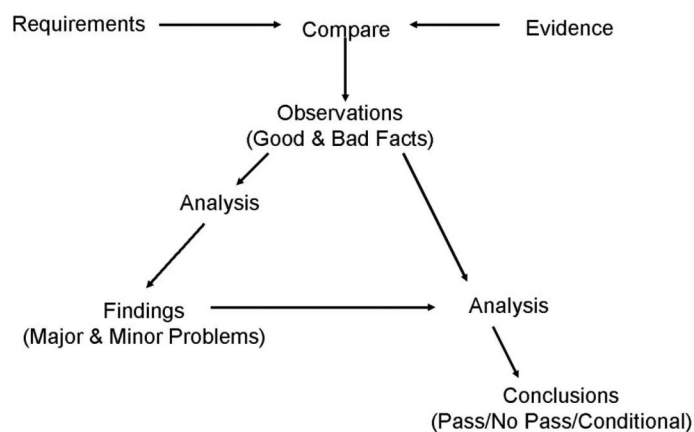 Requirements
Compare
Evidence
Observations
(Good & Bad Facts)
Analysis
Findings
(Major & Minor Problems)
Analysis
Conclusions
(Pass/No Pass/Conditional)